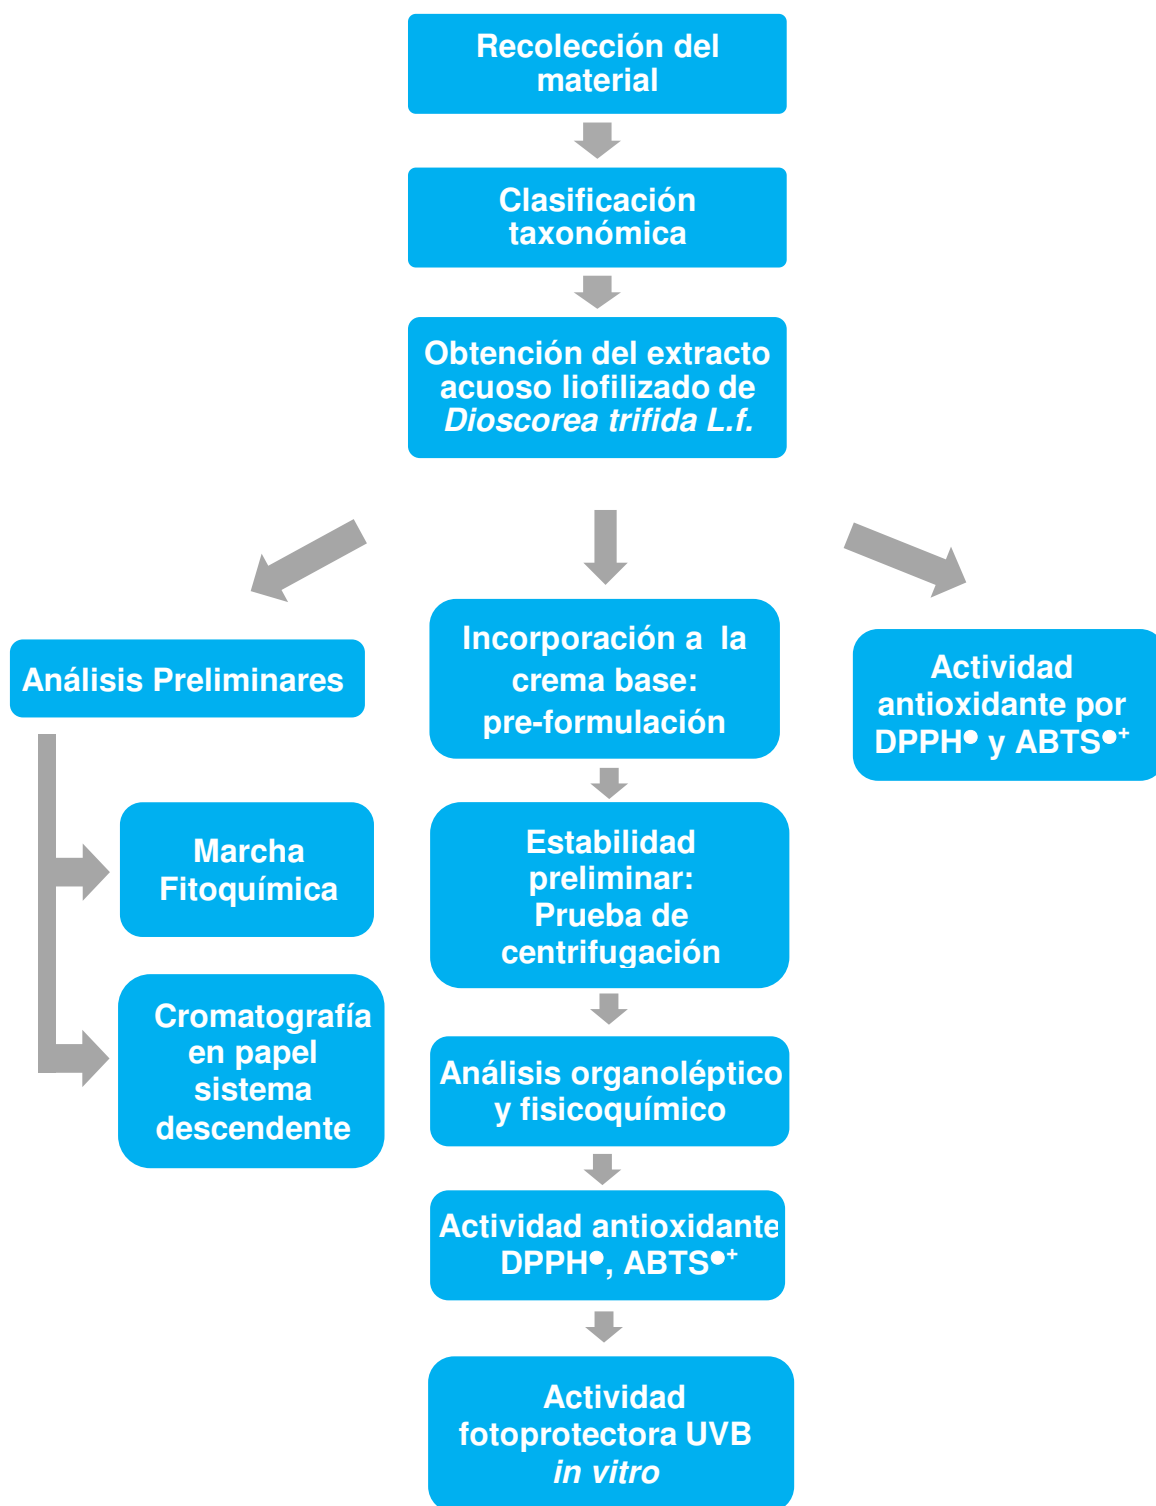 Recolección del
material
Clasificación
taxonómica
Obtención del extracto
acuoso liofilizado de
Dioscorea trifida L.f.
Análisis Preliminares
Marcha
Fitoquímica
Cromatografía
en papel
sistema
descendente
Incorporación a la
crema base:
pre-formulación
Estabilidad
preliminar:
Prueba de
centrifugación
Análisis organoléptico
y fisicoquímico
Actividad antioxidante
DPPH●, ABTS●+
Actividad
fotoprotectora UVB
in vitro
Actividad
antioxidante por
DPPH● y ABTS●+